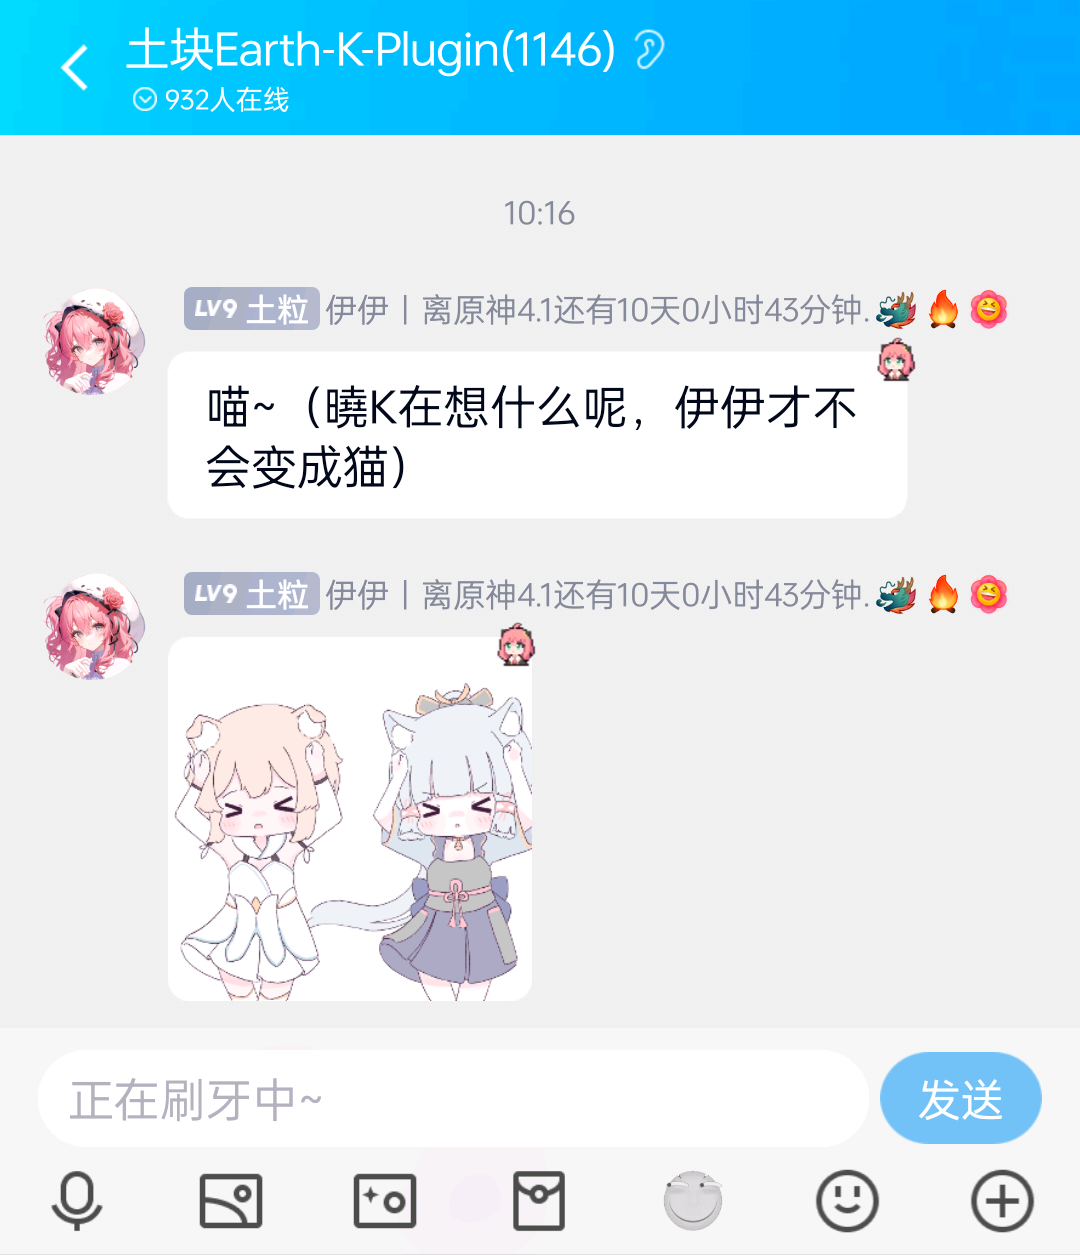 土块Earth-K-Plugin(1146)
932人在线
10:16
LV9 土粒 伊伊丨离原神4.1还有10天0小时43分钟.
喵~（曉K在想什么呢，伊伊才不
会变成猫）
LV9 土粒 伊伊丨离原神4.1还有10天0小时43分钟.
正在刷牙中~
发送